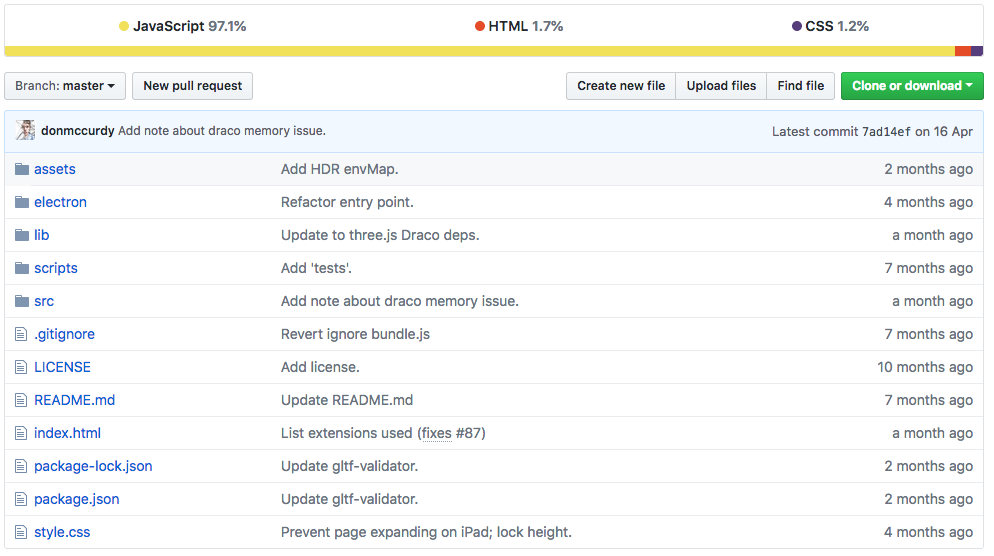 JavaScript 97.1% HTML 1.7% CSS 1.2%
Branch: master New pull request Create new file Upload files Find file Clone or download
donmccurdy Add note about draco memory issue. Latest commit 7ad14ef on 16 Apr
assets Add HDR envMap. 2 months ago
electron Refactor entry point. 4 months ago
lib Update to three.js Draco deps. a month ago
scripts Add 'tests'. 7 months ago
src Add note about draco memory issue. a month ago
.gitignore Revert ignore bundle.js 7 months ago
LICENSE Add license. 10 months ago
README.md Update README.md 7 months ago
index.html List extensions used (fixes #87) a month ago
package-lock.json Update gltf-validator. 2 months ago
package.json Update gltf-validator. 2 months ago
style.css Prevent page expanding on iPad; lock height. 4 months ago